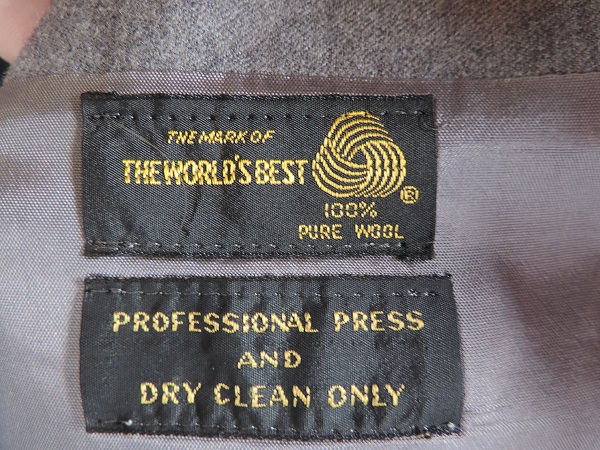 THE MARK OF
THE WORLD'S BEST
®
100%
PURE WOOL
PROFESSIONAL PRESS
AND
DRY CLEAN ONLY